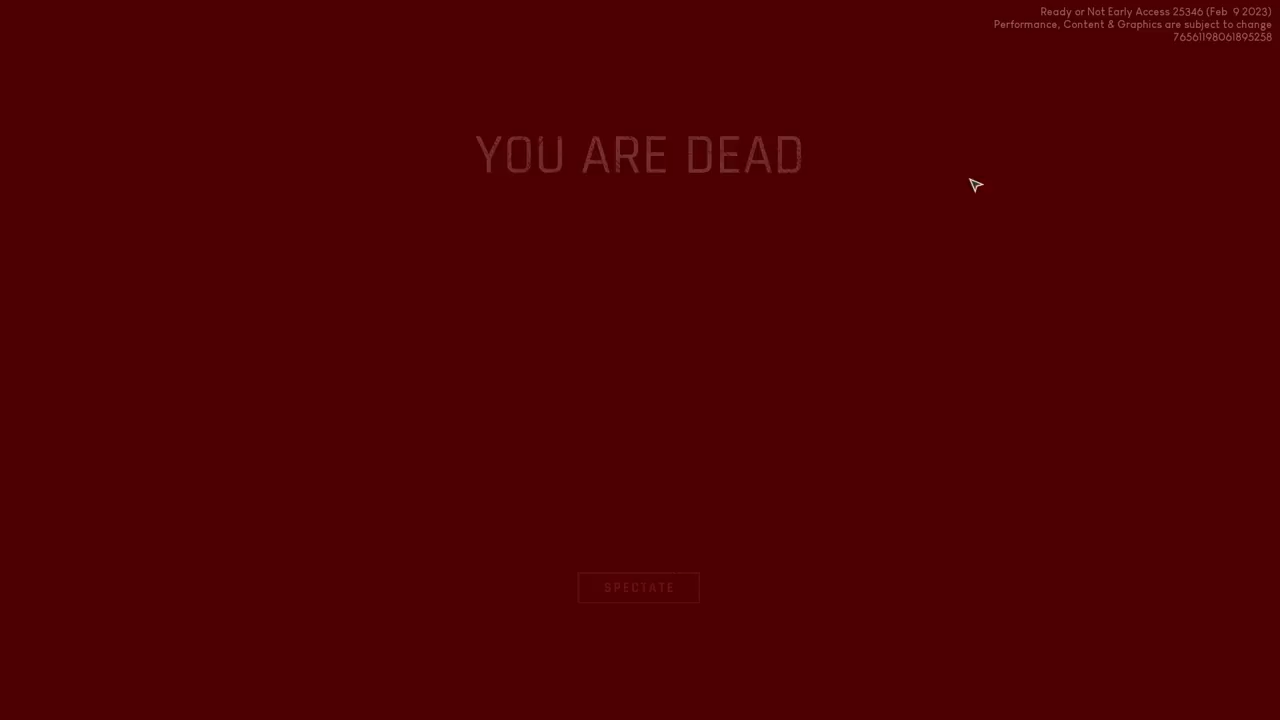 Ready or Not Early Access 25346 (Feb 9 2023)
Performance, Content & Graphics are subject to change
76561198061895258
YOU ARE DEAD
SPECTATE